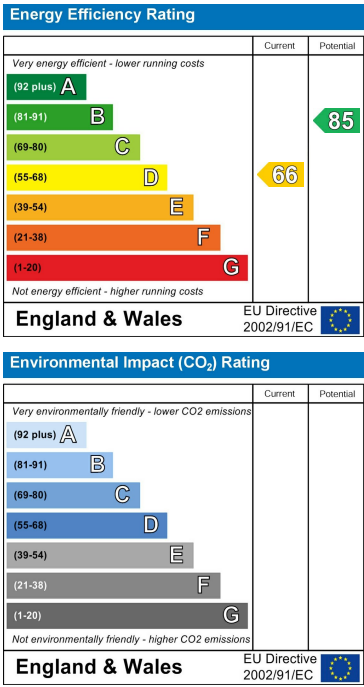 Energy Efficiency Rating
Current Potential
Very energy efficient - lower running costs
(92 plus) A
(81-91) B
85
(69-80) C
(55-68) D
66
(39-54) E
(21-38) F
(1-20) G
Not energy efficient - higher running costs
England & Wales
EU Directive
2002/91/EC
Environmental Impact (CO₂) Rating
Current Potential
Very environmentally friendly - lower CO2 emissions
(92 plus) A
(81-91) B
(69-80) C
(55-68) D
(39-54) E
(21-38) F
(1-20) G
Not environmentally friendly - higher CO2 emissions
England & Wales
EU Directive
2002/91/EC